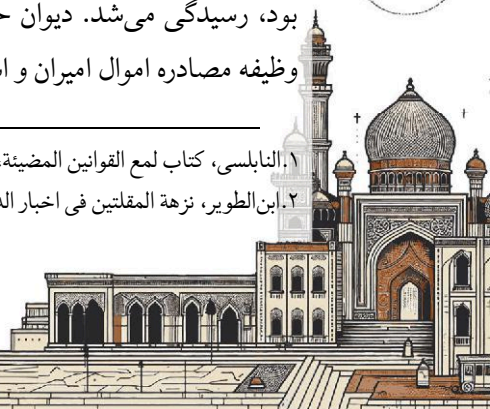 بود، رسیدگی می‌شد. دیوان
وظیفه مصادره اموال امیران و
۱.النابلسی، کتاب لمع القوانین المضیئة،
۲.ابن‌الطویر، نزهة المقلتین فی اخبار